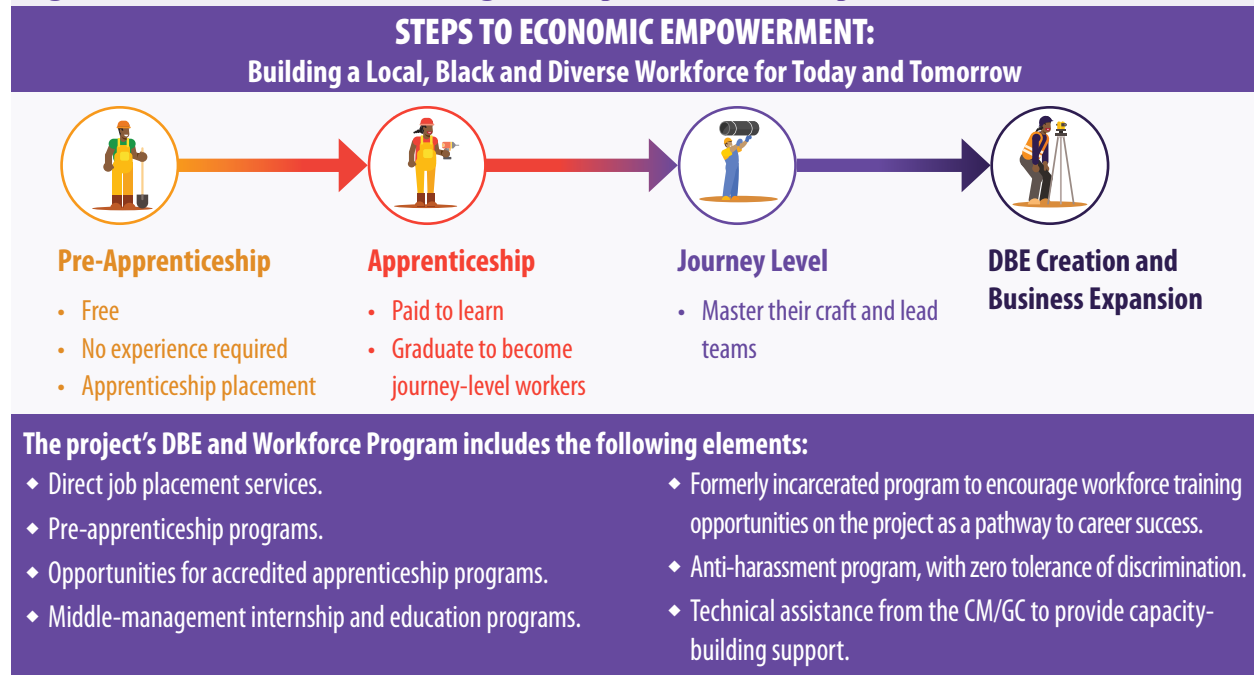 STEPS TO ECONOMIC EMPOWERMENT:
Building a Local, Black and Diverse Workforce for Today and Tomorrow
Pre-Apprenticeship
• Free
• No experience required
• Apprenticeship placement
Apprenticeship
• Paid to learn
• Graduate to become
journey-level workers
Journey Level
• Master their craft and lead
teams
DBE Creation and
Business Expansion
The project's DBE and Workforce Program includes the following elements:
◆ Direct job placement services.
◆ Pre-apprenticeship programs.
◆ Opportunities for accredited apprenticeship programs.
◆ Middle-management internship and education programs.
◆ Formerly incarcerated program to encourage workforce training
opportunities on the project as a pathway to career success.
◆ Anti-harassment program, with zero tolerance of discrimination.
◆ Technical assistance from the CM/GC to provide capacity-
building support.